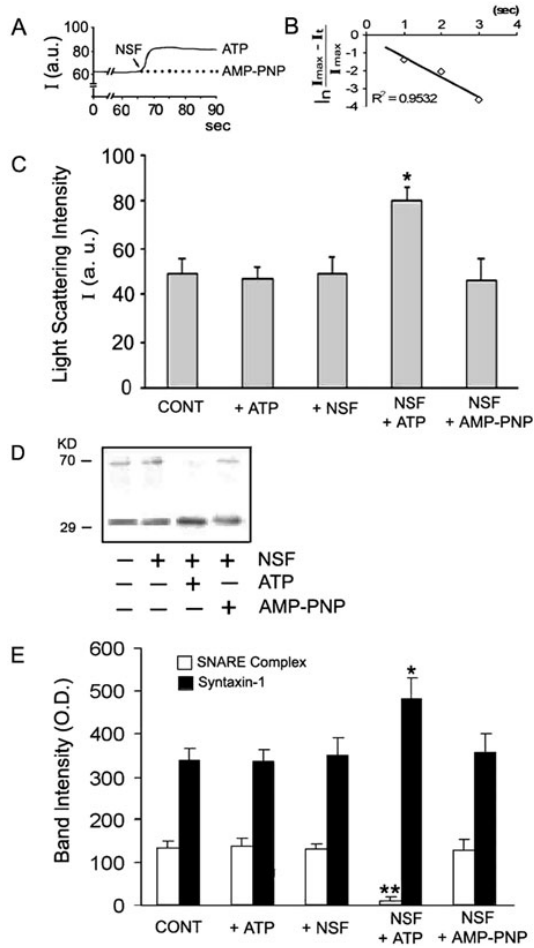 A
I (a.u.)
100
80
60
40
0
NSF
ATP
AMP-PNP
0 65 70 75 80 85 90
sec
B
(sec)
0 1 2 3 4
0
-1
-2
-3
-4
ln Imax – It
Imax
R² = 0.9532
C
Light Scattering Intensity
I (a. u.)
100
80
60
40
20
0
*
CONT + ATP + NSF NSF + ATP NSF + AMP-PNP
D
KD
70 –
29 –
– + + + NSF
– – + – ATP
– – – + AMP-PNP
E
Band Intensity (O.D.)
600
500
400
300
200
100
0
SNARE Complex
Syntaxin-1
*
**
CONT + ATP + NSF NSF + ATP NSF + AMP-PNP